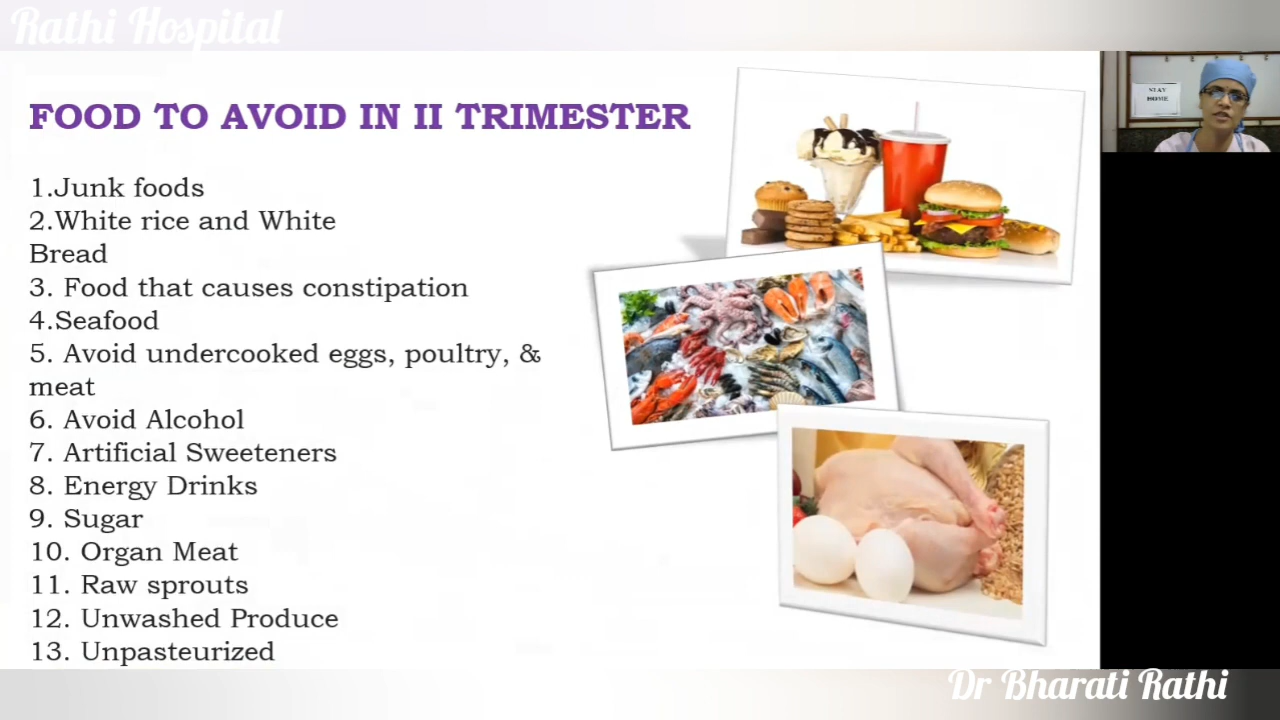 Rathi Hospital
FOOD TO AVOID IN II TRIMESTER
STAY
HOME
1.Junk foods
2.White rice and White
Bread
3. Food that causes constipation
4.Seafood
5. Avoid undercooked eggs, poultry, &
meat
6. Avoid Alcohol
7. Artificial Sweeteners
8. Energy Drinks
9. Sugar
10. Organ Meat
11. Raw sprouts
12. Unwashed Produce
13. Unpasteurized
Dr Bharati Rathi